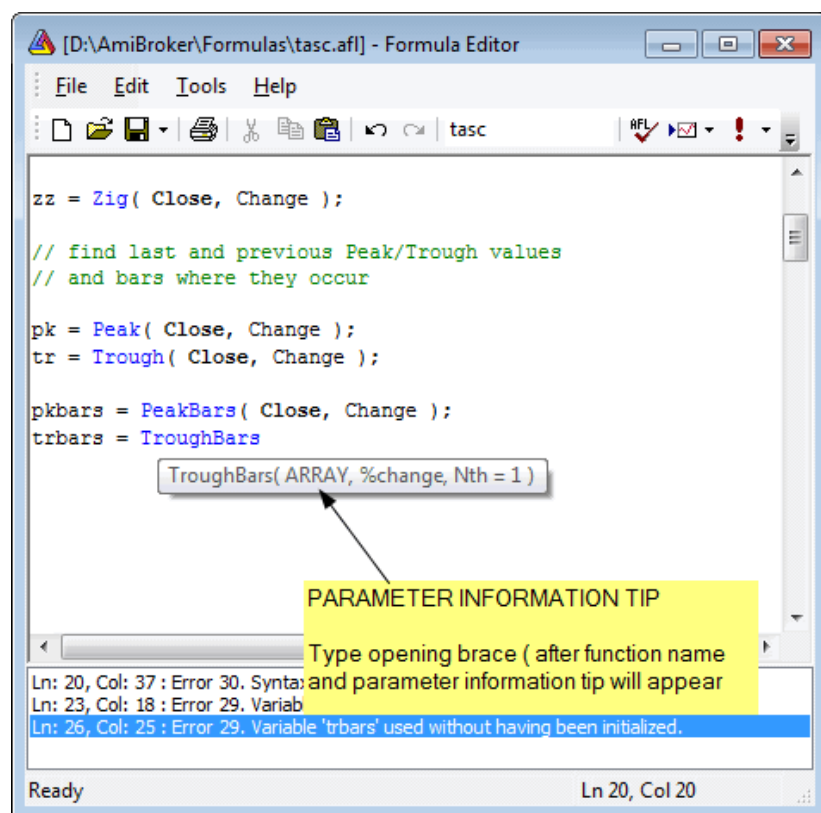 [D:\AmiBroker\Formulas\tasc.afl] - Formula Editor
File Edit Tools Help
tasc AFL
zz = Zig( Close, Change );
// find last and previous Peak/Trough values
// and bars where they occur
pk = Peak( Close, Change );
tr = Trough( Close, Change );
pkbars = PeakBars( Close, Change );
trbars = TroughBars
TroughBars( ARRAY, %change, Nth = 1 )
PARAMETER INFORMATION TIP
Type opening brace ( after function name
and parameter information tip will appear
Ln: 20, Col: 37 : Error 30. Syntax
Ln: 23, Col: 18 : Error 29. Variab
Ln: 26, Col: 25 : Error 29. Variable 'trbars' used without having been initialized.
Ready Ln 20, Col 20